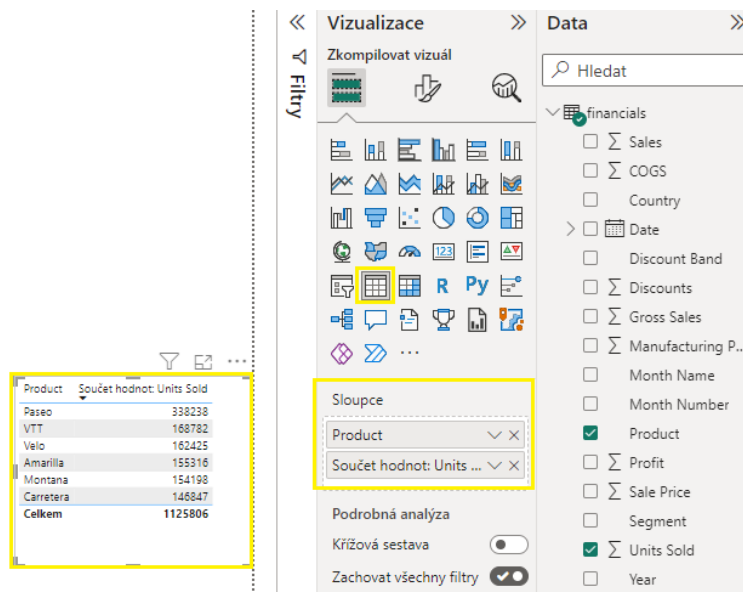 Product Součet hodnot: Units Sold
Paseo 338238
VTT 168782
Velo 162425
Amarilla 155316
Montana 154198
Carretera 146847
Celkem 1125806
Filtry
Vizualizace
Zkompilovat vizuál
123
R
Py
Sloupce
Product
Součet hodnot: Units ...
Podrobná analýza
Křížová sestava
Zachovat všechny filtry
Data
Hledat
financials
Sales
COGS
Country
Date
Discount Band
Discounts
Gross Sales
Manufacturing P...
Month Name
Month Number
Product
Profit
Sale Price
Segment
Units Sold
Year